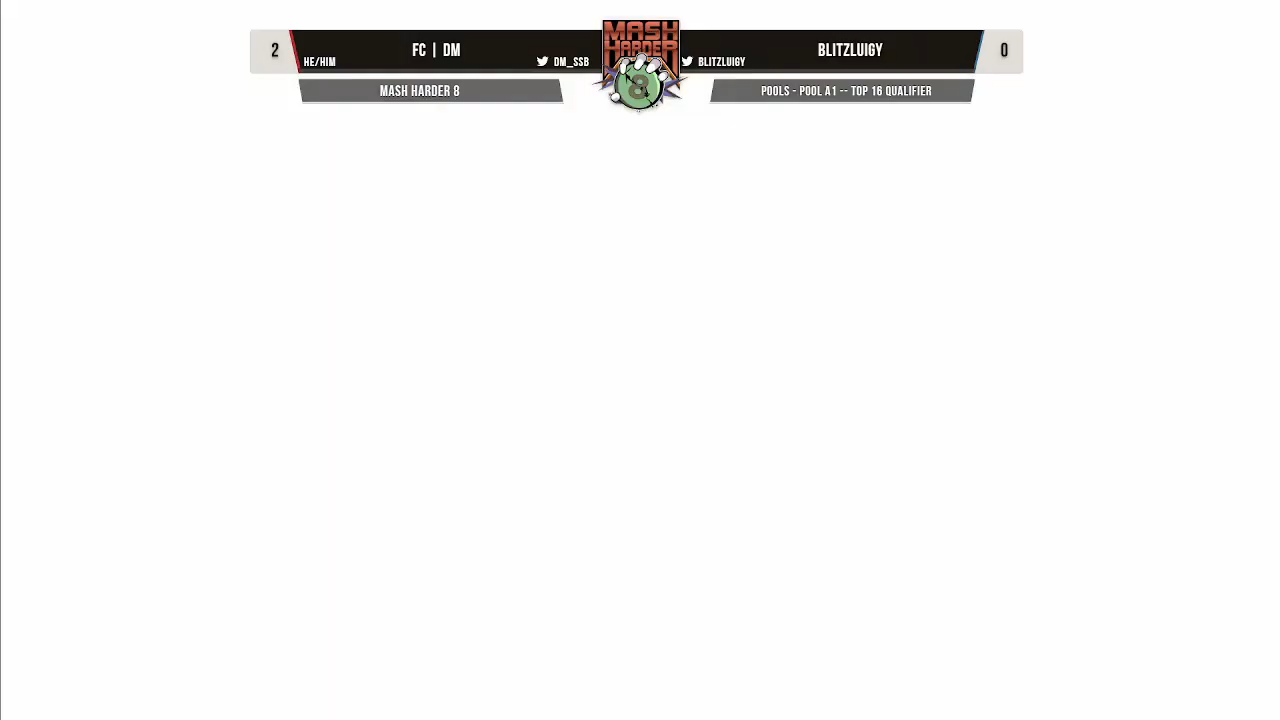 2
FC | DM
HE/HIM
DM_SSB
MASH
HARDER
8
BLITZLUIGY
BLITZLUIGY
0
MASH HARDER 8
POOLS - POOL A1 -- TOP 16 QUALIFIER